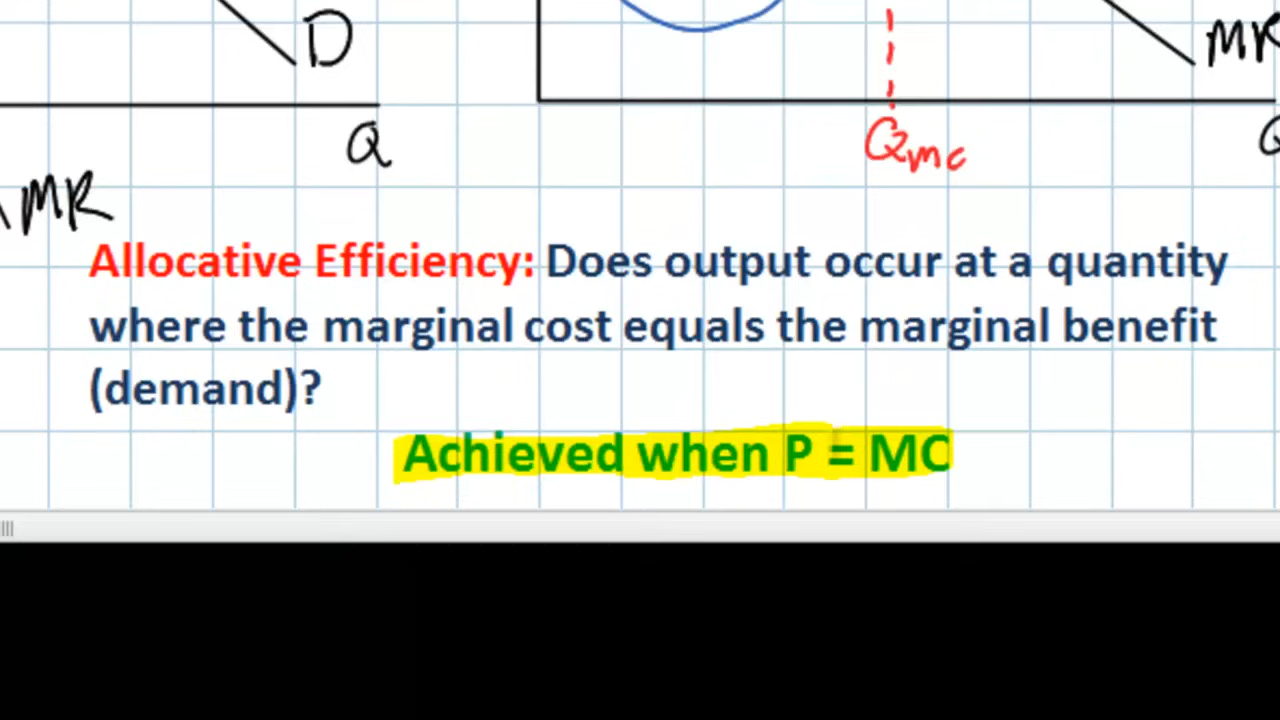 D
MR
Q
Qmc
Q
MR
Allocative Efficiency: Does output occur at a quantity
where the marginal cost equals the marginal benefit
(demand)?
Achieved when P = MC